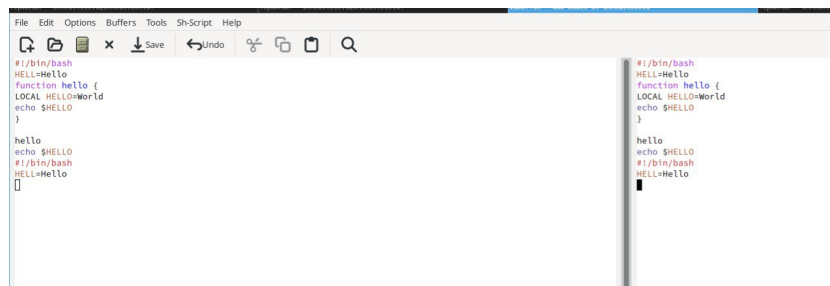 File Edit Options Buffers Tools Sh-Script Help
Save Undo
#!/bin/bash
HELL=Hello
function hello {
LOCAL HELLO=World
echo $HELLO
}
hello
echo $HELLO
#!/bin/bash
HELL=Hello
#!/bin/bash
HELL=Hello
function hello {
LOCAL HELLO=World
echo $HELLO
}
hello
echo $HELLO
#!/bin/bash
HELL=Hello